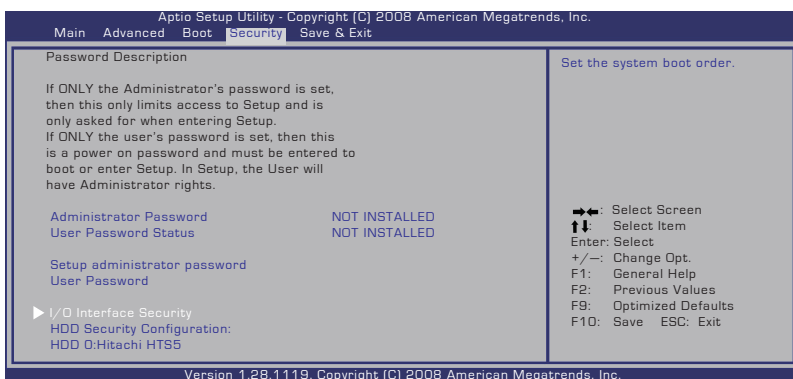 Aptio Setup Utility - Copyright (C) 2008 American Megatrends, Inc.
Main Advanced Boot Security Save & Exit
Password Description
If ONLY the Administrator's password is set,
then this only limits access to Setup and is
only asked for when entering Setup.
If ONLY the user's password is set, then this
is a power on password and must be entered to
boot or enter Setup. In Setup, the User will
have Administrator rights.
Administrator Password NOT INSTALLED
User Password Status NOT INSTALLED
Setup administrator password
User Password
I/O Interface Security
HDD Security Configuration:
HDD 0:Hitachi HTS5
Set the system boot order.
→←: Select Screen
↑↓: Select Item
Enter: Select
+/—: Change Opt.
F1: General Help
F2: Previous Values
F9: Optimized Defaults
F10: Save ESC: Exit
Version 1.28.1119. Copyright (C) 2008 American Megatrends, Inc.